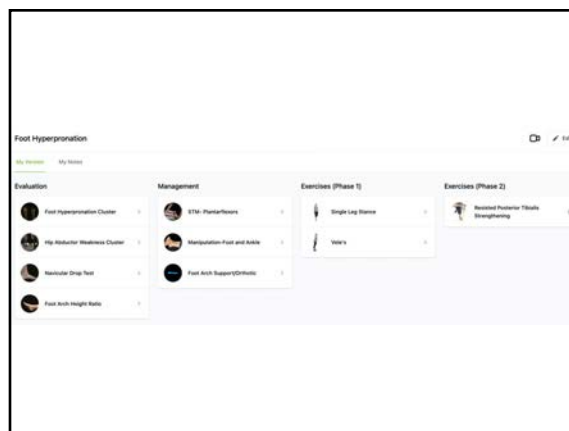 Foot Hyperpronation
My Version My Notes
Evaluation
Foot Hyperpronation Cluster
Hip Abductor Weakness Cluster
Navicular Drop Test
Foot Arch Height Ratio
Management
STM- Plantarflexors
Manipulation-Foot and Ankle
Foot Arch Support/Orthotic
Exercises (Phase 1)
Single Leg Stance
Vele's
Exercises (Phase 2)
Resisted Posterior Tibialis
Strengthening